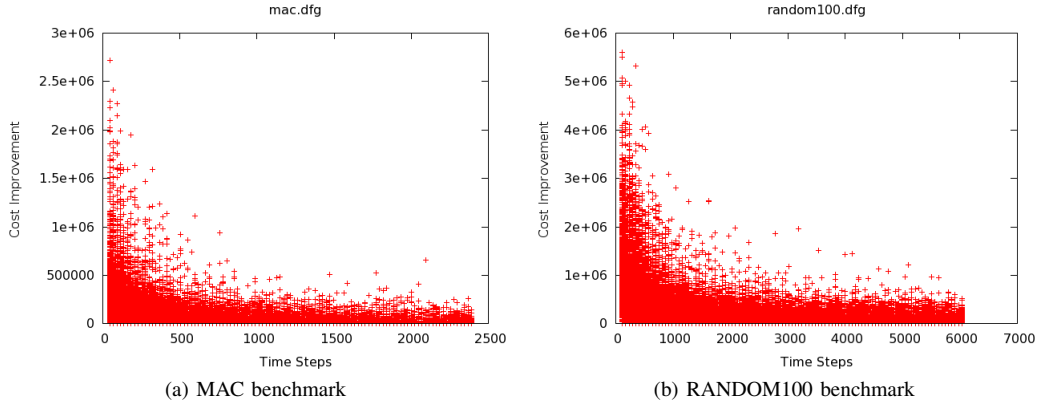 mac.dfg
3e+06
2.5e+06
2e+06
1.5e+06
1e+06
500000
0
Cost Improvement
0 500 1000 1500 2000 2500
Time Steps
(a) MAC benchmark
random100.dfg
6e+06
5e+06
4e+06
3e+06
2e+06
1e+06
0
Cost Improvement
0 1000 2000 3000 4000 5000 6000 7000
Time Steps
(b) RANDOM100 benchmark